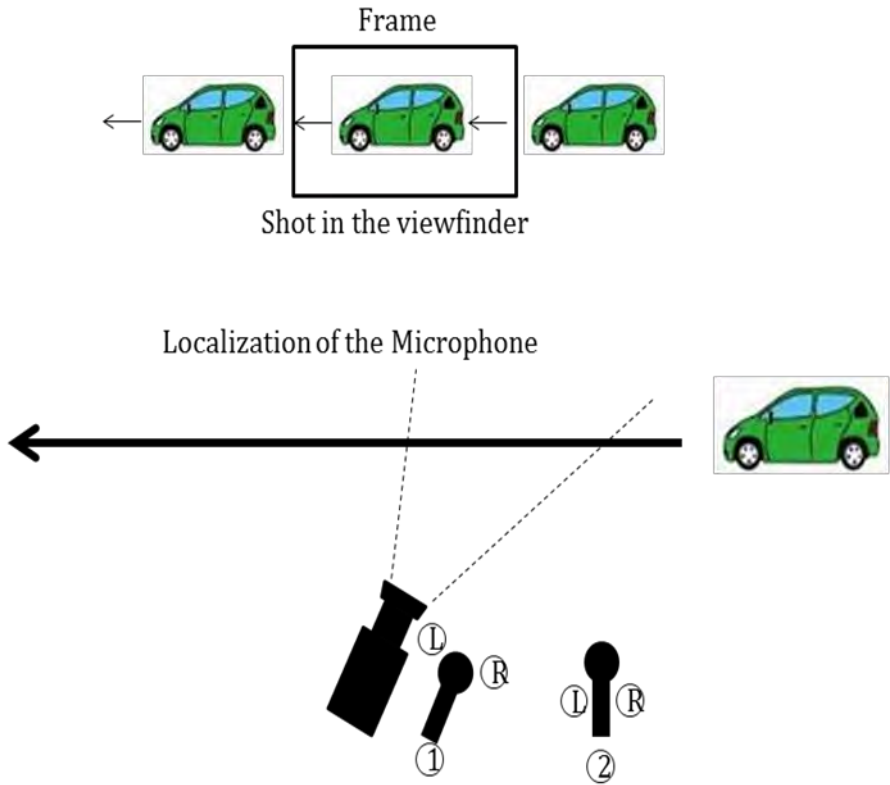 Frame
Shot in the viewfinder
Localization of the Microphone
L
R
L
R
1
2